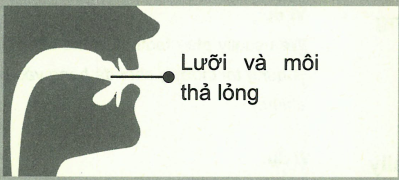 Lưỡi và môi
thả lỏng